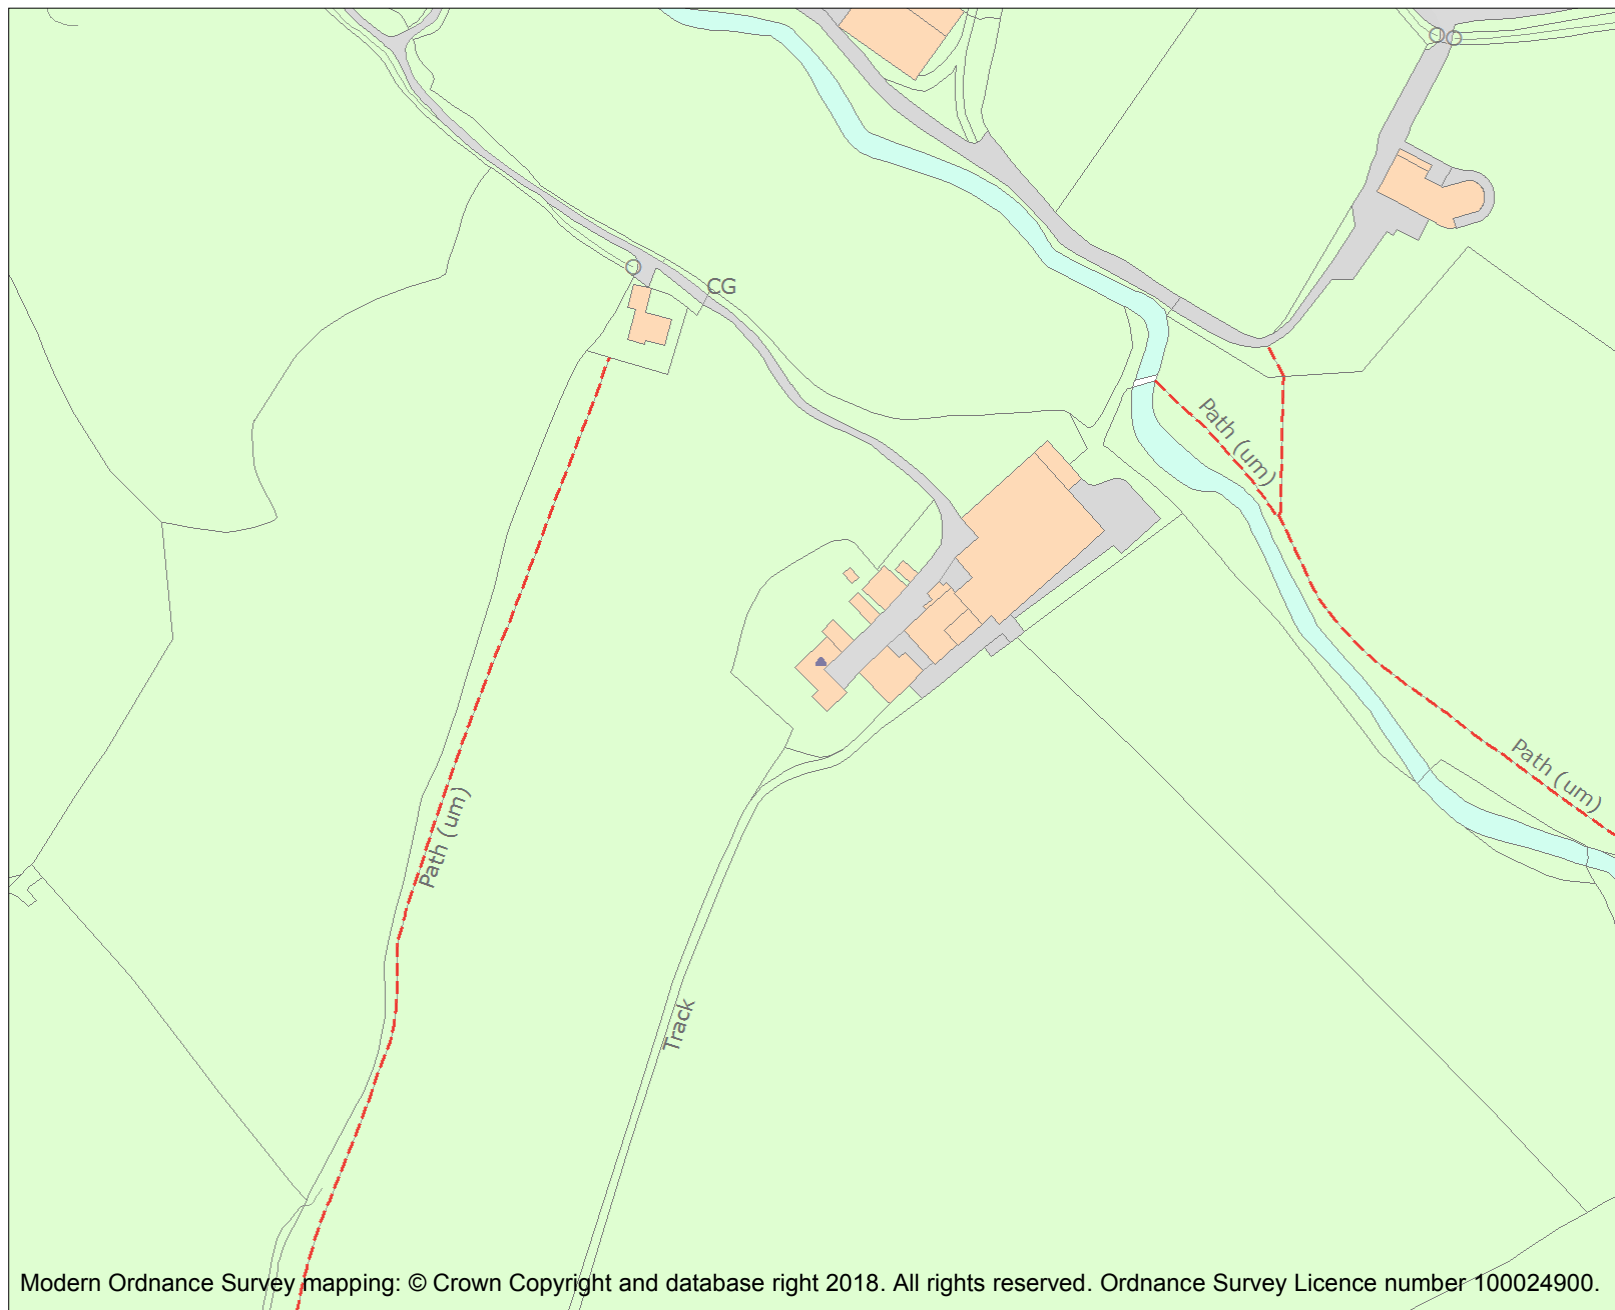 CG
Path (um)
Path (um)
Path (um)
Track
Modern Ordnance Survey mapping: © Crown Copyright and database right 2018. All rights reserved. Ordnance Survey Licence number 100024900.